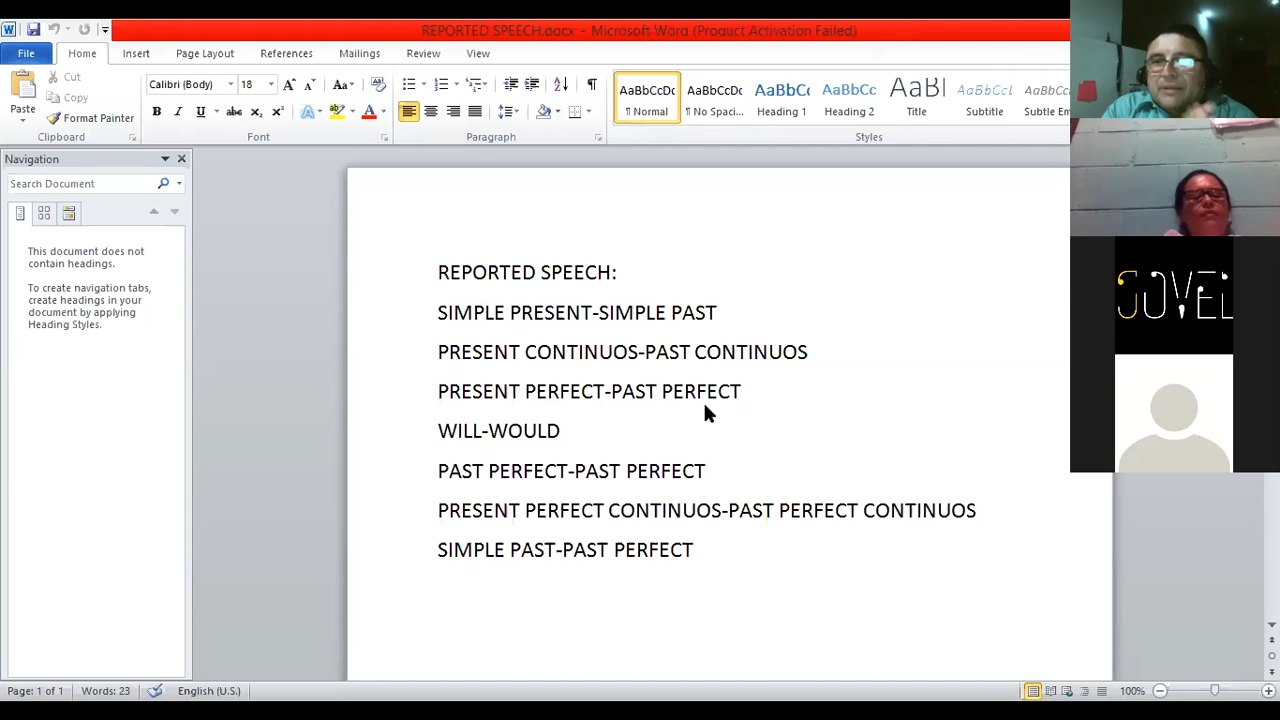 REPORTED SPEECH.docx - Microsoft Word (Product Activation Failed)
File Home Insert Page Layout References Mailings Review View
Paste
Cut
Copy
Format Painter
Clipboard
Calibri (Body) 18
Font
Paragraph
AaBbCcDc AaBbCcDc AaBbCc AaBbCc AaBl AaBbCcL AaBbCcD
¶ Normal ¶ No Spaci... Heading 1 Heading 2 Title Subtitle Subtle Em
Styles
Navigation
Search Document
This document does not
contain headings.
To create navigation tabs,
create headings in your
document by applying
Heading Styles.
REPORTED SPEECH:
SIMPLE PRESENT-SIMPLE PAST
PRESENT CONTINUOS-PAST CONTINUOS
PRESENT PERFECT-PAST PERFECT
WILL-WOULD
PAST PERFECT-PAST PERFECT
PRESENT PERFECT CONTINUOS-PAST PERFECT CONTINUOS
SIMPLE PAST-PAST PERFECT
Page: 1 of 1 Words: 23 English (U.S.) 100%